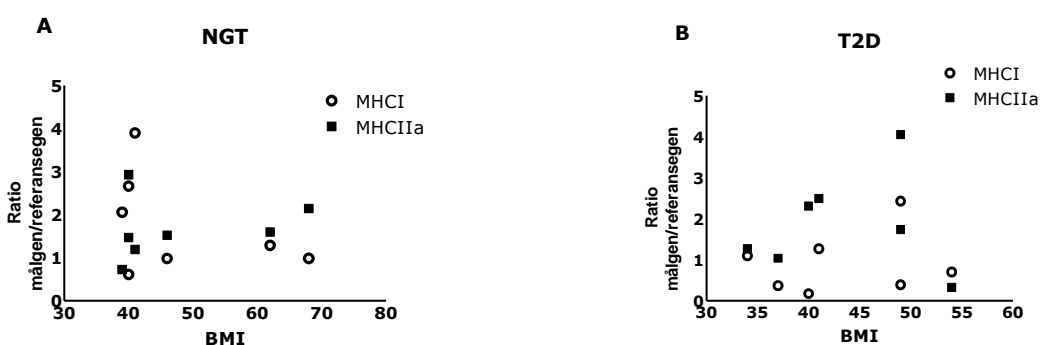 A
NGT
MHCI
MHCIIa
Ratio
målgen/referansegen
5
4
3
2
1
0
30 40 50 60 70 80
BMI
B
T2D
MHCI
MHCIIa
Ratio
målgen/referansegen
5
4
3
2
1
0
30 35 40 45 50 55 60
BMI